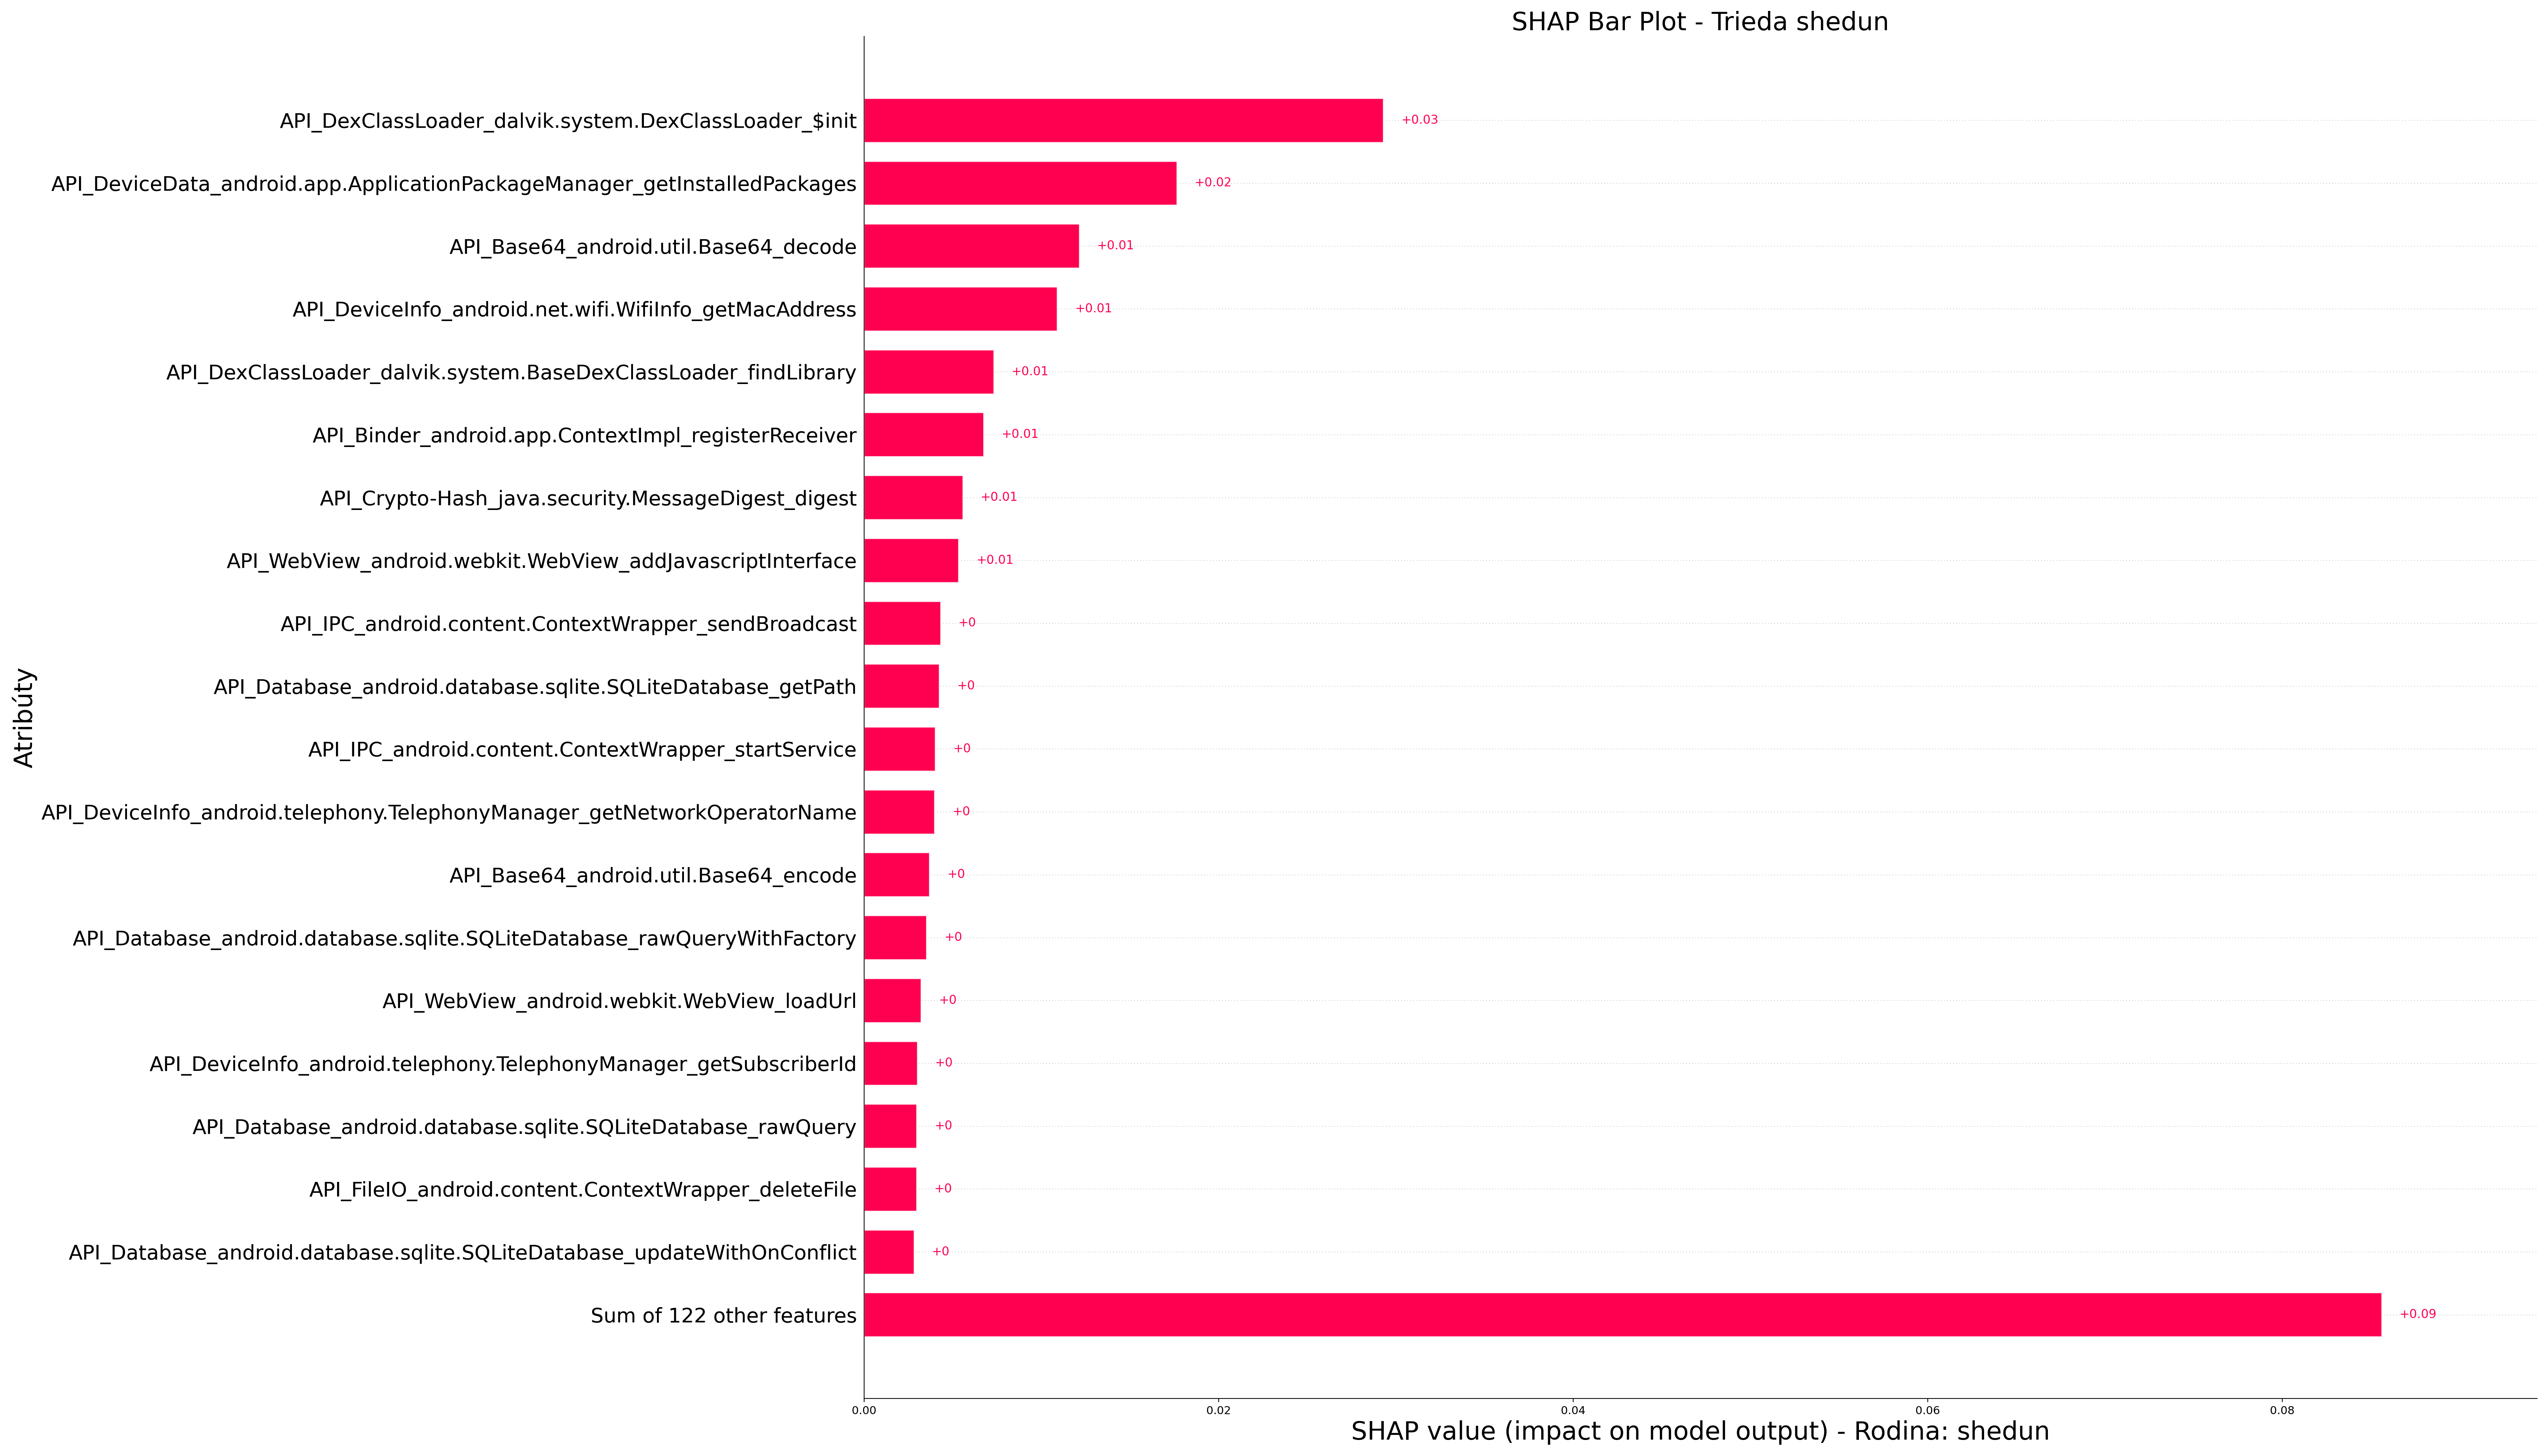 SHAP Bar Plot - Trieda shedun
API_DexClassLoader_dalvik.system.DexClassLoader_$init +0.03
API_DeviceData_android.app.ApplicationPackageManager_getInstalledPackages +0.02
API_Base64_android.util.Base64_decode +0.01
API_DeviceInfo_android.net.wifi.WifiInfo_getMacAddress +0.01
API_DexClassLoader_dalvik.system.BaseDexClassLoader_findLibrary +0.01
API_Binder_android.app.ContextImpl_registerReceiver +0.01
API_Crypto-Hash_java.security.MessageDigest_digest +0.01
API_WebView_android.webkit.WebView_addJavascriptInterface +0.01
API_IPC_android.content.ContextWrapper_sendBroadcast +0
API_Database_android.database.sqlite.SQLiteDatabase_getPath +0
API_IPC_android.content.ContextWrapper_startService +0
API_DeviceInfo_android.telephony.TelephonyManager_getNetworkOperatorName +0
API_Base64_android.util.Base64_encode +0
API_Database_android.database.sqlite.SQLiteDatabase_rawQueryWithFactory +0
API_WebView_android.webkit.WebView_loadUrl +0
API_DeviceInfo_android.telephony.TelephonyManager_getSubscriberId +0
API_Database_android.database.sqlite.SQLiteDatabase_rawQuery +0
API_FileIO_android.content.ContextWrapper_deleteFile +0
API_Database_android.database.sqlite.SQLiteDatabase_updateWithOnConflict +0
Sum of 122 other features +0.09
Atribúty
0.00 0.02 0.04 0.06 0.08
SHAP value (impact on model output) - Rodina: shedun